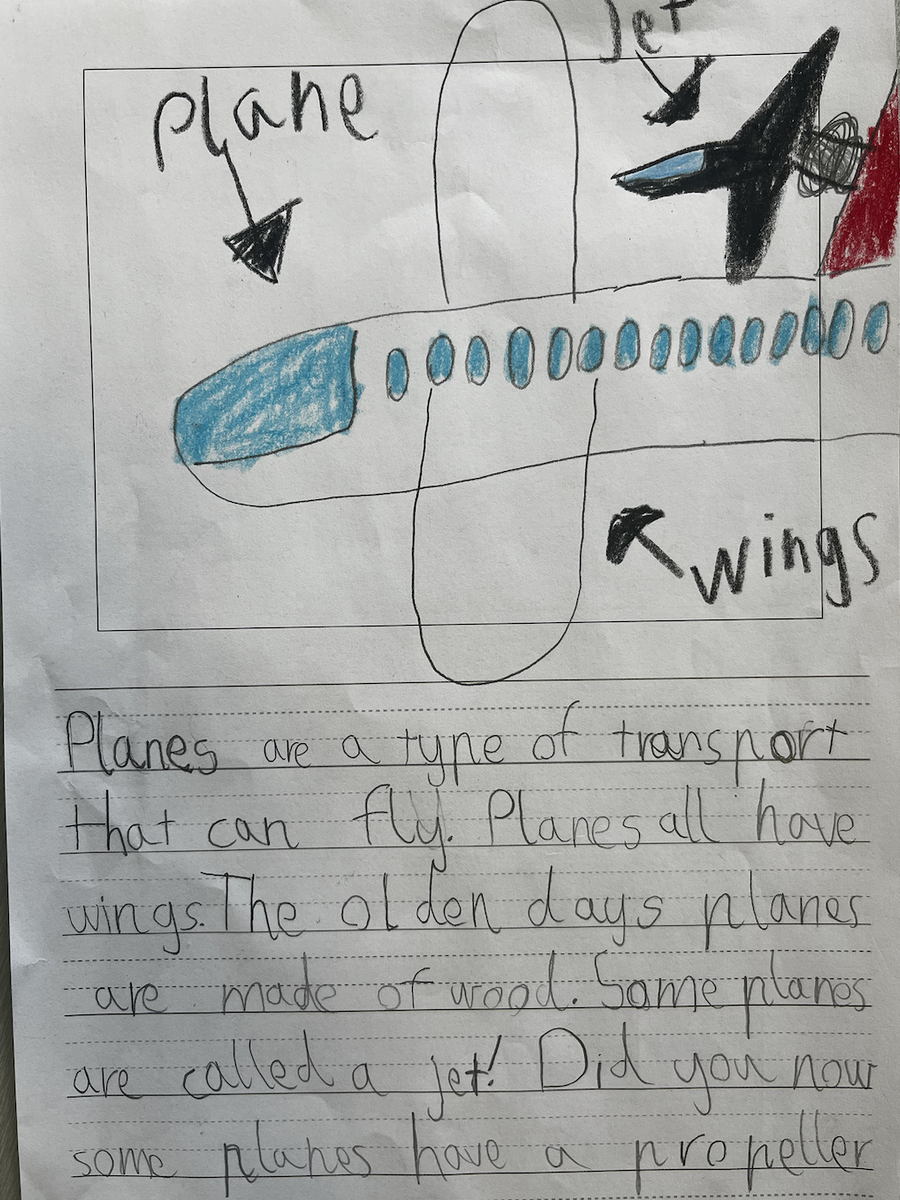 Jet
Plane
wings
Planes are a type of transport
that can fly. Planes all have
wings. The olden days planes
are made of wood. Some planes
are called a jet! Did you now
some planes have a propeller